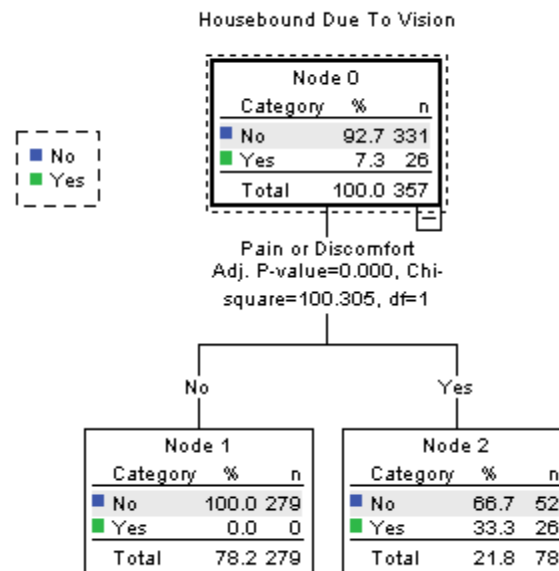 Housebound Due To Vision
No
Yes
Node 0
Category % n
No 92.7 331
Yes 7.3 26
Total 100.0 357
Pain or Discomfort
Adj. P-value=0.000, Chi-
square=100.305, df=1
No
Yes
Node 1
Category % n
No 100.0 279
Yes 0.0 0
Total 78.2 279
Node 2
Category % n
No 66.7 52
Yes 33.3 26
Total 21.8 78